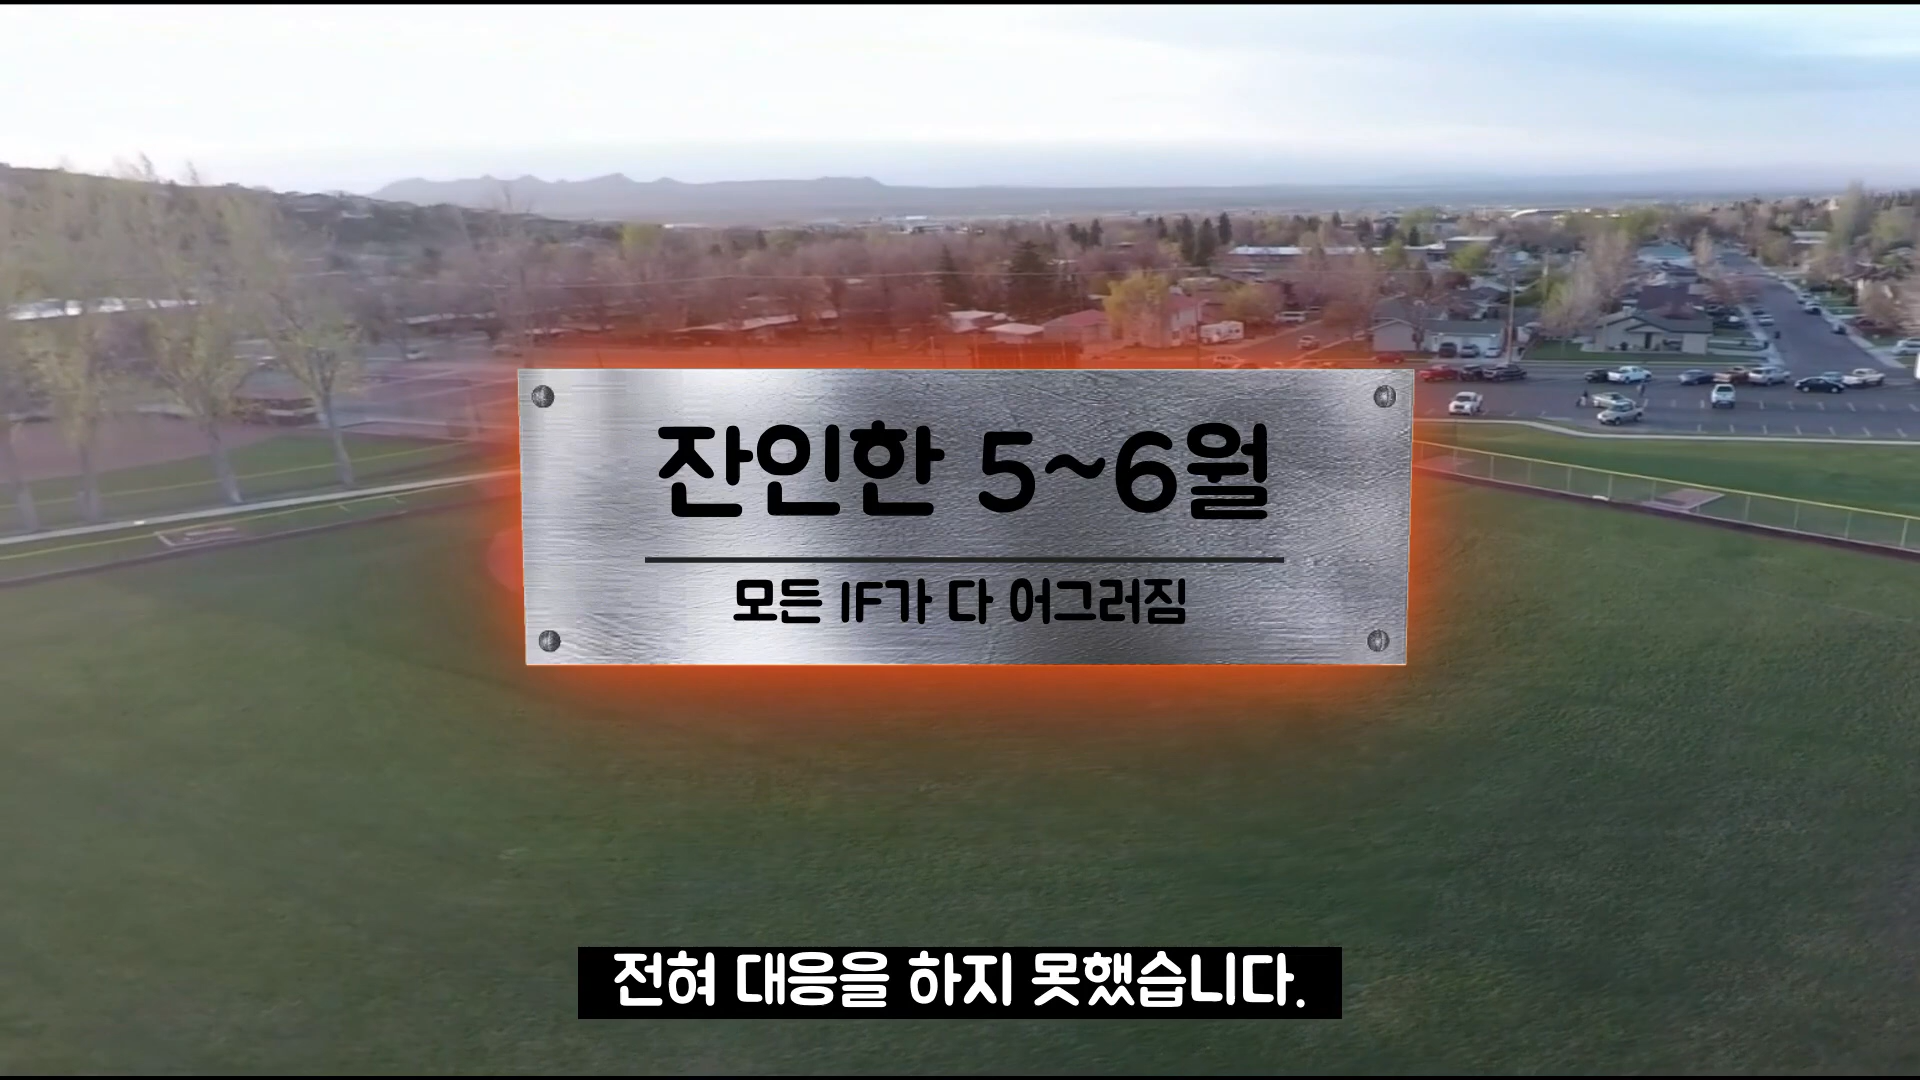 잔인한 5~6월
모든 IF가 다 어그러짐
전혀 대응을 하지 못했습니다.